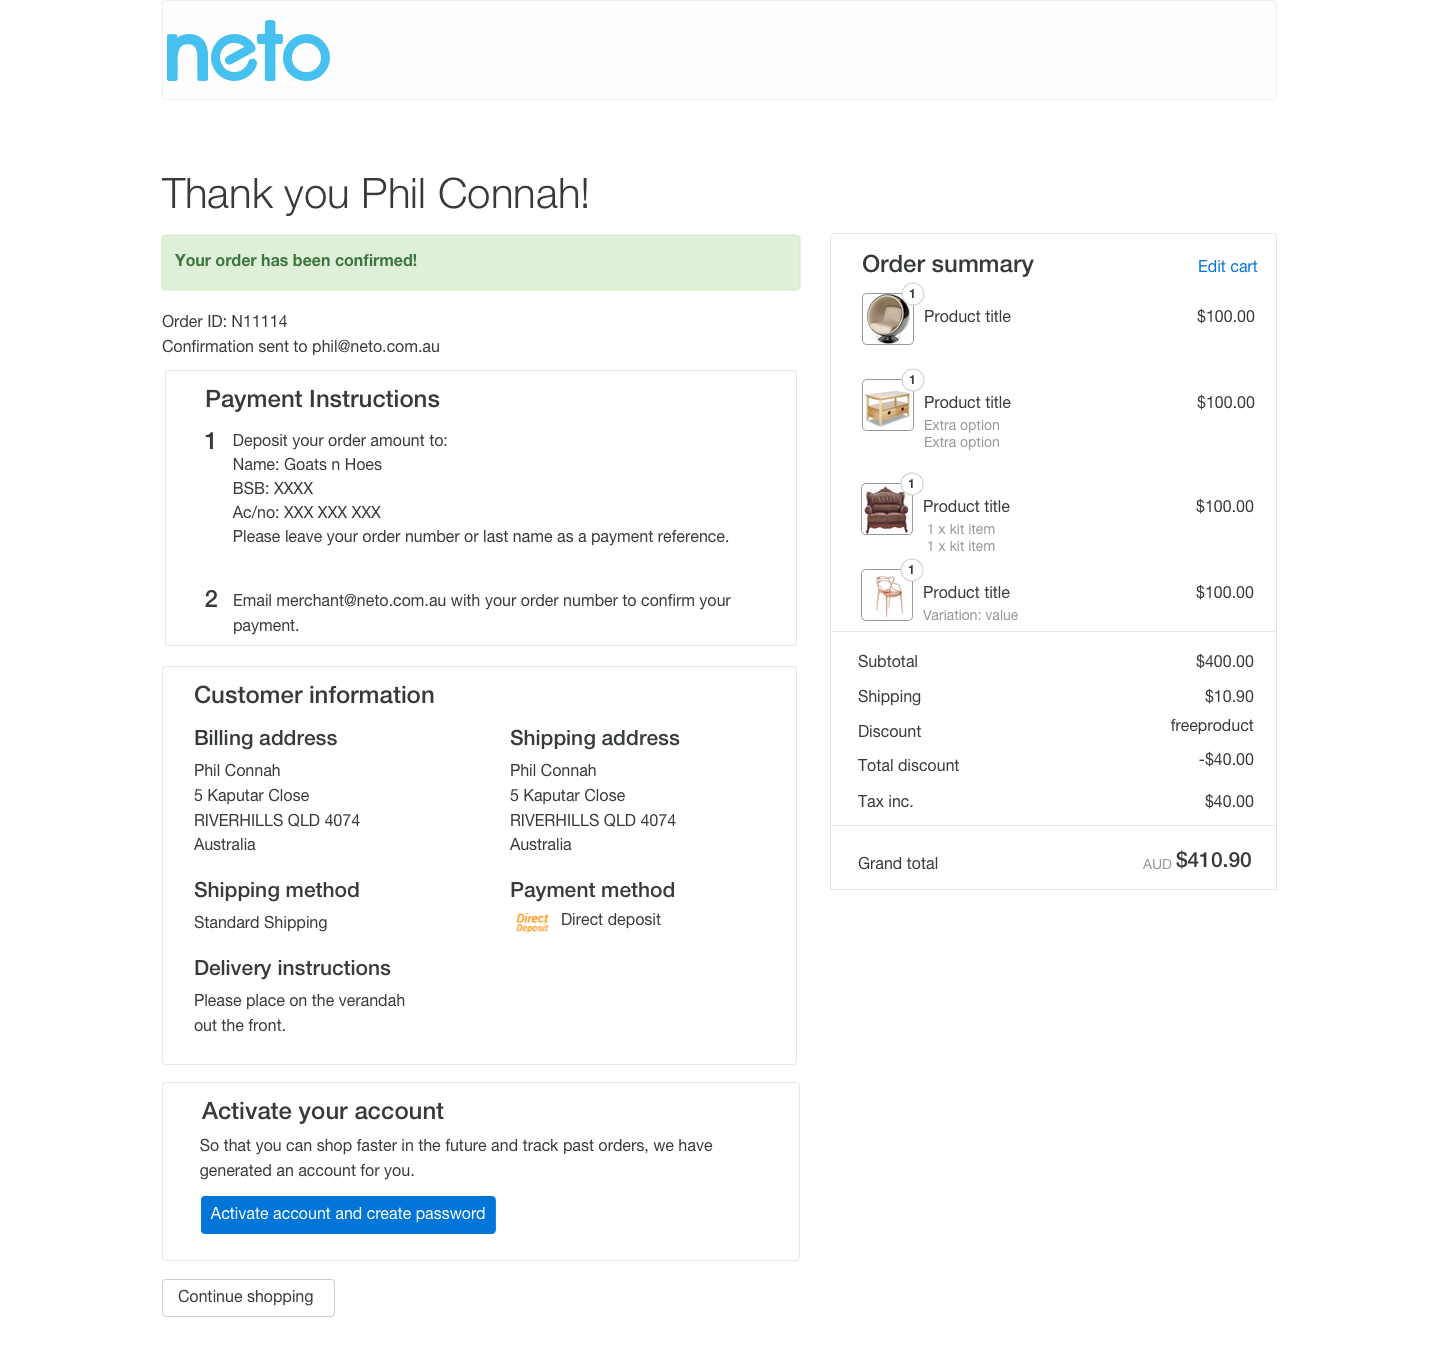 neto
Thank you Phil Connah!
Your order has been confirmed!
Order ID: N11114
Confirmation sent to phil@neto.com.au
Payment Instructions
1 Deposit your order amount to:
Name: Goats n Hoes
BSB: XXXX
Ac/no: XXX XXX XXX
Please leave your order number or last name as a payment reference.
2 Email merchant@neto.com.au with your order number to confirm your
payment.
Customer information
Billing address
Phil Connah
5 Kaputar Close
RIVERHILLS QLD 4074
Australia
Shipping address
Phil Connah
5 Kaputar Close
RIVERHILLS QLD 4074
Australia
Shipping method
Standard Shipping
Payment method
Direct
Deposit
Direct deposit
Delivery instructions
Please place on the verandah
out the front.
Activate your account
So that you can shop faster in the future and track past orders, we have
generated an account for you.
Activate account and create password
Continue shopping
Order summary Edit cart
1
Product title $100.00
1
Product title $100.00
Extra option
Extra option
1
Product title $100.00
1 x kit item
1 x kit item
1
Product title $100.00
Variation: value
Subtotal $400.00
Shipping $10.90
Discount freeproduct
Total discount -$40.00
Tax inc. $40.00
Grand total AUD $410.90